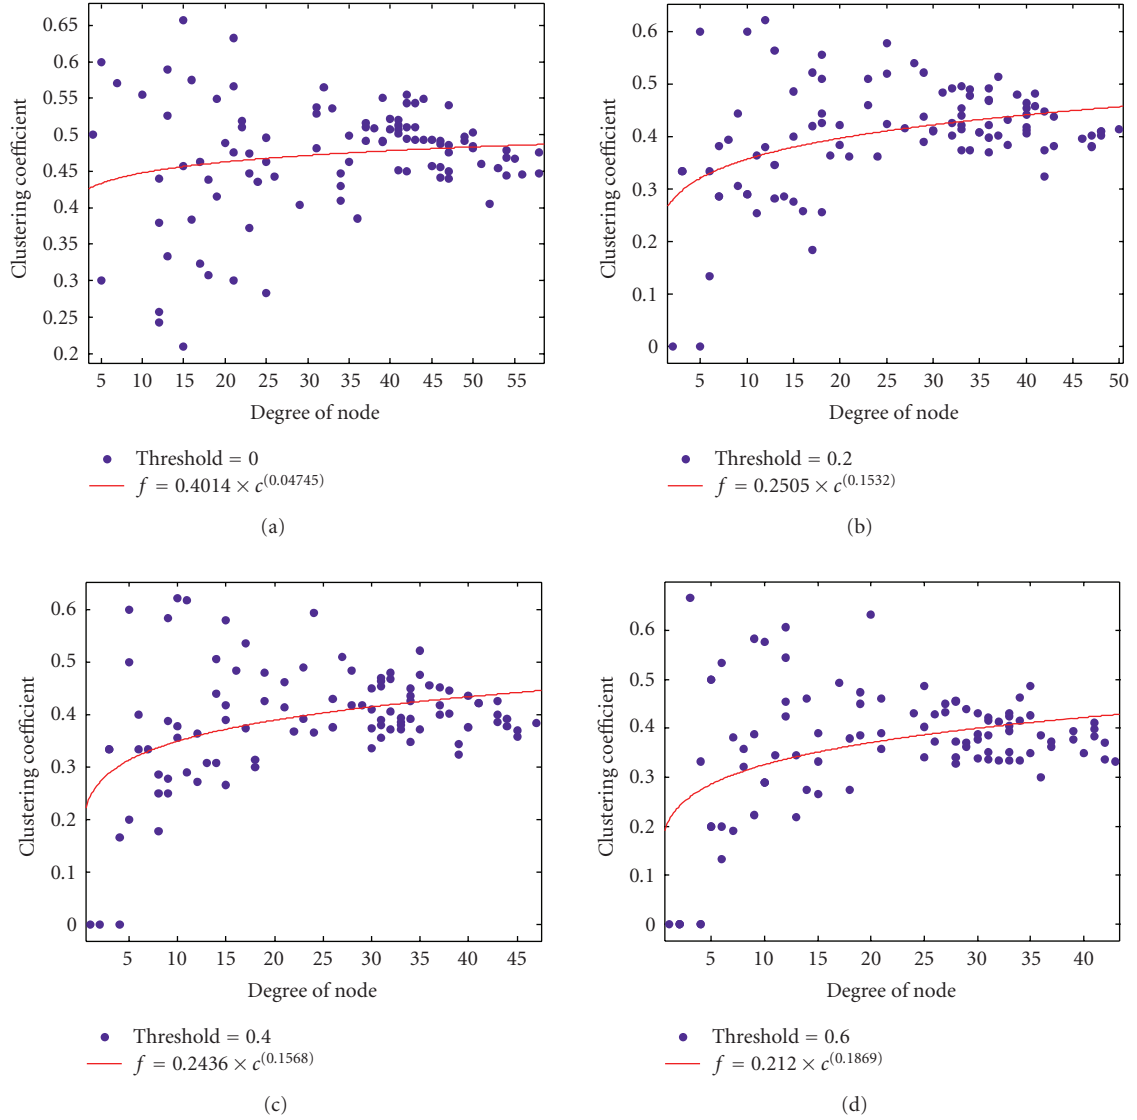 0.65
0.6
0.55
0.5
0.45
0.4
0.35
0.3
0.25
0.2
Clustering coefficient
5 10 15 20 25 30 35 40 45 50 55
Degree of node
Threshold = 0
f = 0.4014 × c^(0.04745)
(a)
0.6
0.5
0.4
0.3
0.2
0.1
0
Clustering coefficient
5 10 15 20 25 30 35 40 45 50
Degree of node
Threshold = 0.2
f = 0.2505 × c^(0.1532)
(b)
0.6
0.5
0.4
0.3
0.2
0.1
0
Clustering coefficient
5 10 15 20 25 30 35 40 45
Degree of node
Threshold = 0.4
f = 0.2436 × c^(0.1568)
(c)
0.6
0.5
0.4
0.3
0.2
0.1
0
Clustering coefficient
5 10 15 20 25 30 35 40
Degree of node
Threshold = 0.6
f = 0.212 × c^(0.1869)
(d)